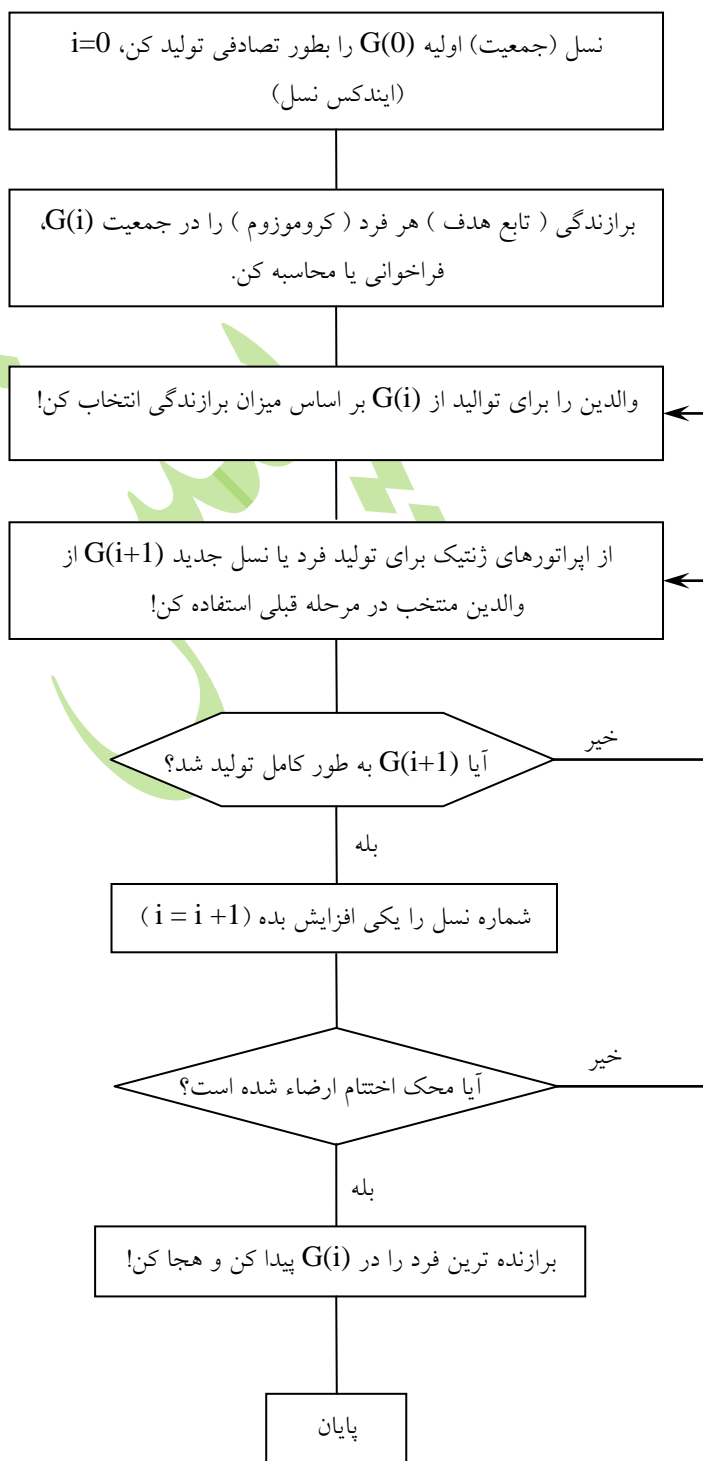 نسل (جمعیت) اولیه G(0) را بطور تصادفی تولید کن، i=0
(ایندکس نسل)
برازندگی ( تابع هدف ) هر فرد ( کروموزوم ) را در جمعیت G(i)،
فراخوانی یا محاسبه کن.
والدین را برای توالید از G(i) بر اساس میزان برازندگی انتخاب کن!
از اپراتورهای ژنتیک برای تولید فرد یا نسل جدید G(i+1) از
والدین منتخب در مرحله قبلی استفاده کن!
آیا G(i+1) به طور کامل تولید شد؟
خیر
بله
شماره نسل را یکی افزایش بده (i = i +1 )
آیا محک اختتام ارضاء شده است؟
خیر
بله
برازنده ترین فرد را در G(i) پیدا کن و هجا کن!
پایان